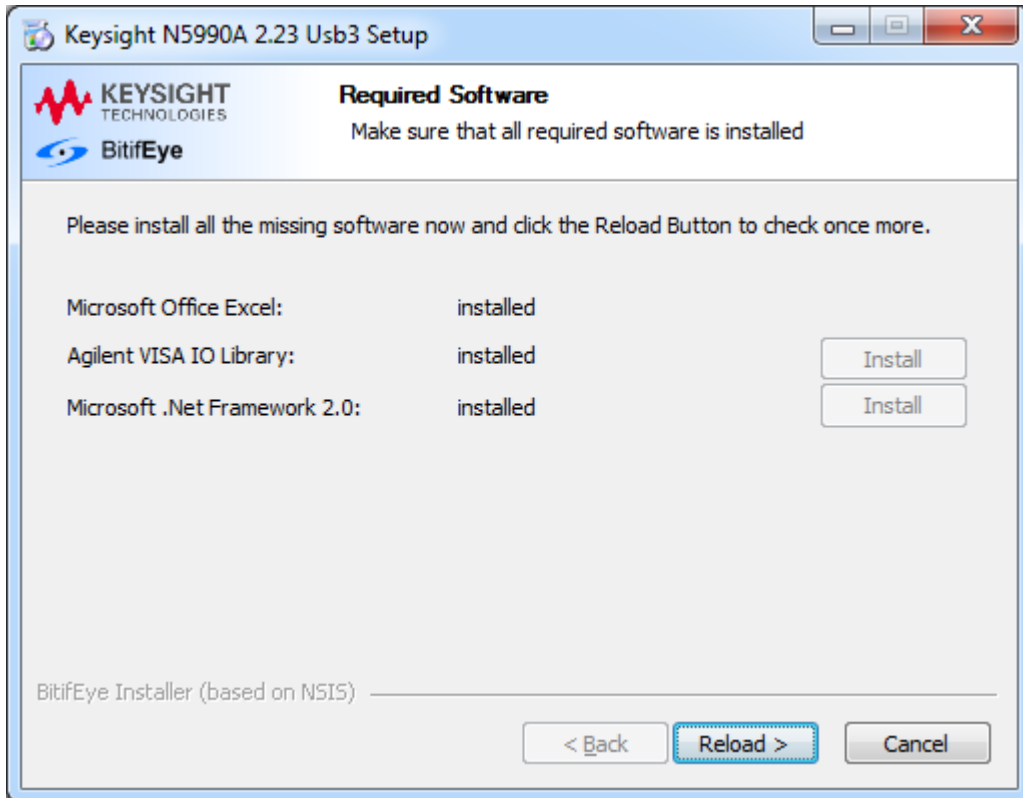 Keysight N5990A 2.23 Usb3 Setup
KEYSIGHT
TECHNOLOGIES
BitifEye
Required Software
Make sure that all required software is installed
Please install all the missing software now and click the Reload Button to check once more.
Microsoft Office Excel: installed
Agilent VISA IO Library: installed Install
Microsoft .Net Framework 2.0: installed Install
BitifEye Installer (based on NSIS)
< Back Reload > Cancel